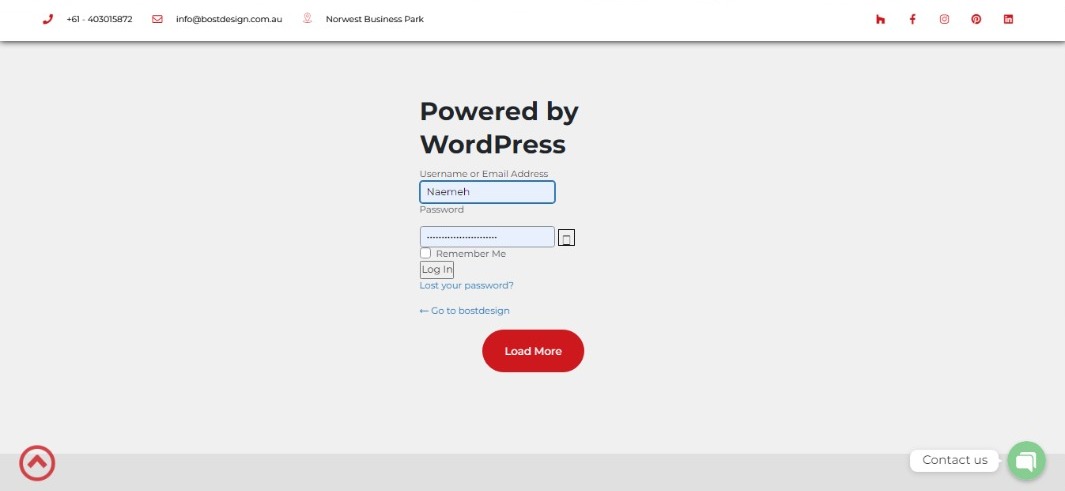 +61 - 403015872 info@bostdesign.com.au Norwest Business Park
Powered by
WordPress
Username or Email Address
Naemeh
Password
Remember Me
Log In
Lost your password?
← Go to bostdesign
Load More
Contact us